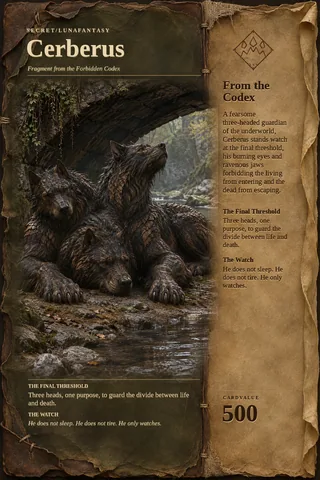 SECRET/LUNAFANTASY
Cerberus
Fragment from the Forbidden Codex
From the
Codex
A fearsome
three-headed guardian
of the underworld,
Cerberus stands watch
at the final threshold,
his burning eyes and
ravenous jaws
forbidding the living
from entering and the
dead from escaping.
The Final Threshold
Three heads, one
purpose, to guard the
divide between life and
death.
The Watch
He does not sleep. He
does not tire. He only
watches.
THE FINAL THRESHOLD
Three heads, one purpose, to guard the divide between life
and death.
THE WATCH
He does not sleep. He does not tire. He only watches.
CARDVALUE
500